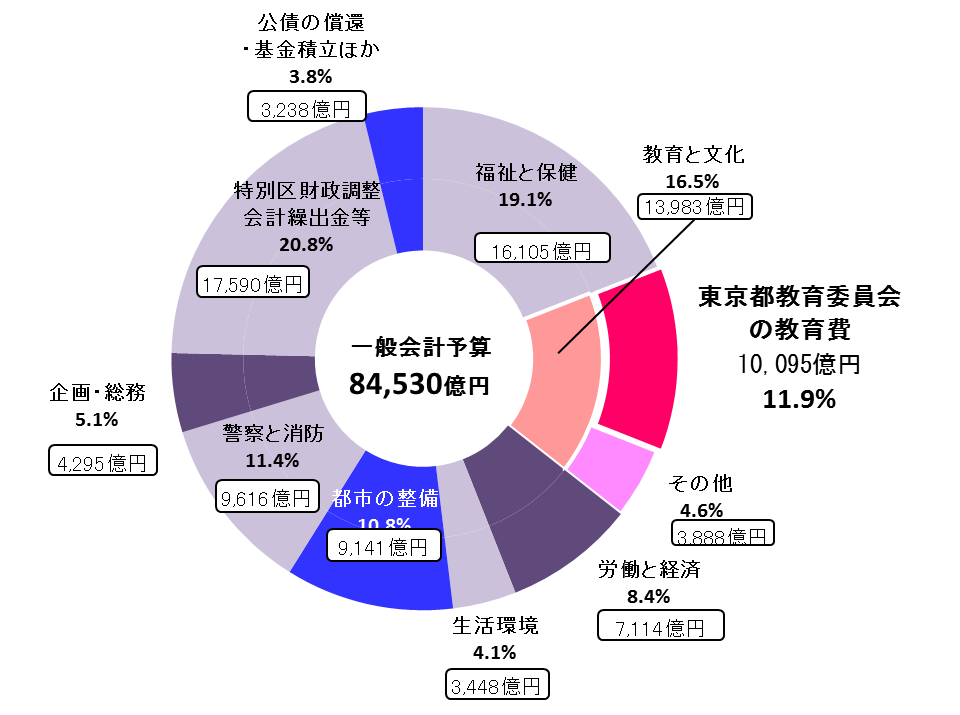 公債の償還
・基金積立ほか
3.8%
3,238億円
福祉と保健
19.1%
16,105億円
教育と文化
16.5%
13,983億円
特別区財政調整
会計繰出金等
20.8%
17,590億円
東京都教育委員会
の教育費
10,095億円
11.9%
一般会計予算
84,530億円
企画・総務
5.1%
4,295億円
警察と消防
11.4%
9,616億円
都市の整備
10.8%
9,141億円
その他
4.6%
3,888億円
労働と経済
8.4%
7,114億円
生活環境
4.1%
3,448億円